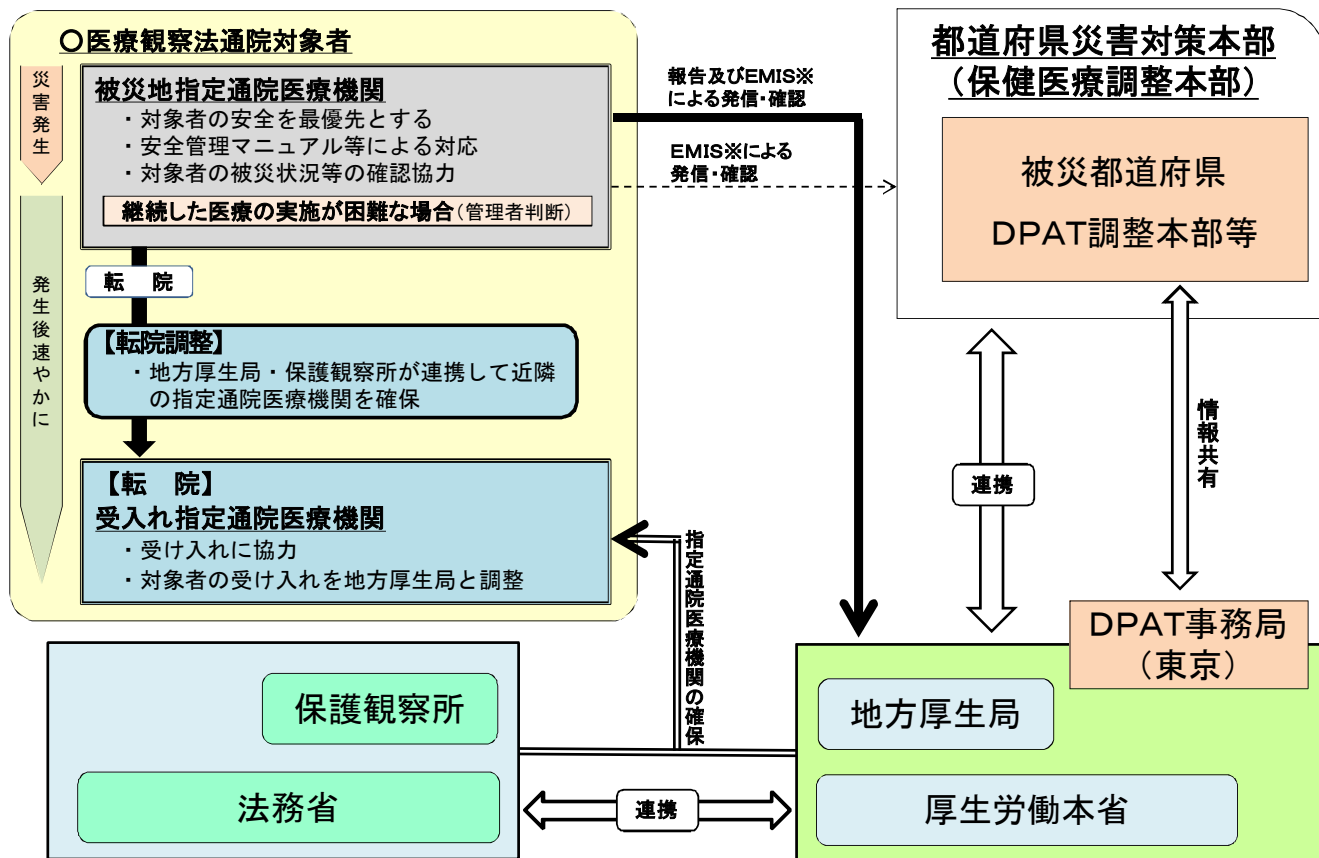 〇医療観察法通院対象者
災害発生
発生後速やかに
被災地指定通院医療機関
・対象者の安全を最優先とする
・安全管理マニュアル等による対応
・対象者の被災状況等の確認協力
継続した医療の実施が困難な場合(管理者判断)
転　院
【転院調整】
・地方厚生局・保護観察所が連携して近隣
の指定通院医療機関を確保
【転　院】
受入れ指定通院医療機関
・受け入れに協力
・対象者の受け入れを地方厚生局と調整
報告及びEMIS※
による発信・確認
EMIS※による
発信・確認
都道府県災害対策本部
(保健医療調整本部)
被災都道府県
DPAT調整本部等
連携
情報共有
指定通院医療機関の確保
DPAT事務局
(東京)
保護観察所
法務省
連携
地方厚生局
厚生労働本省